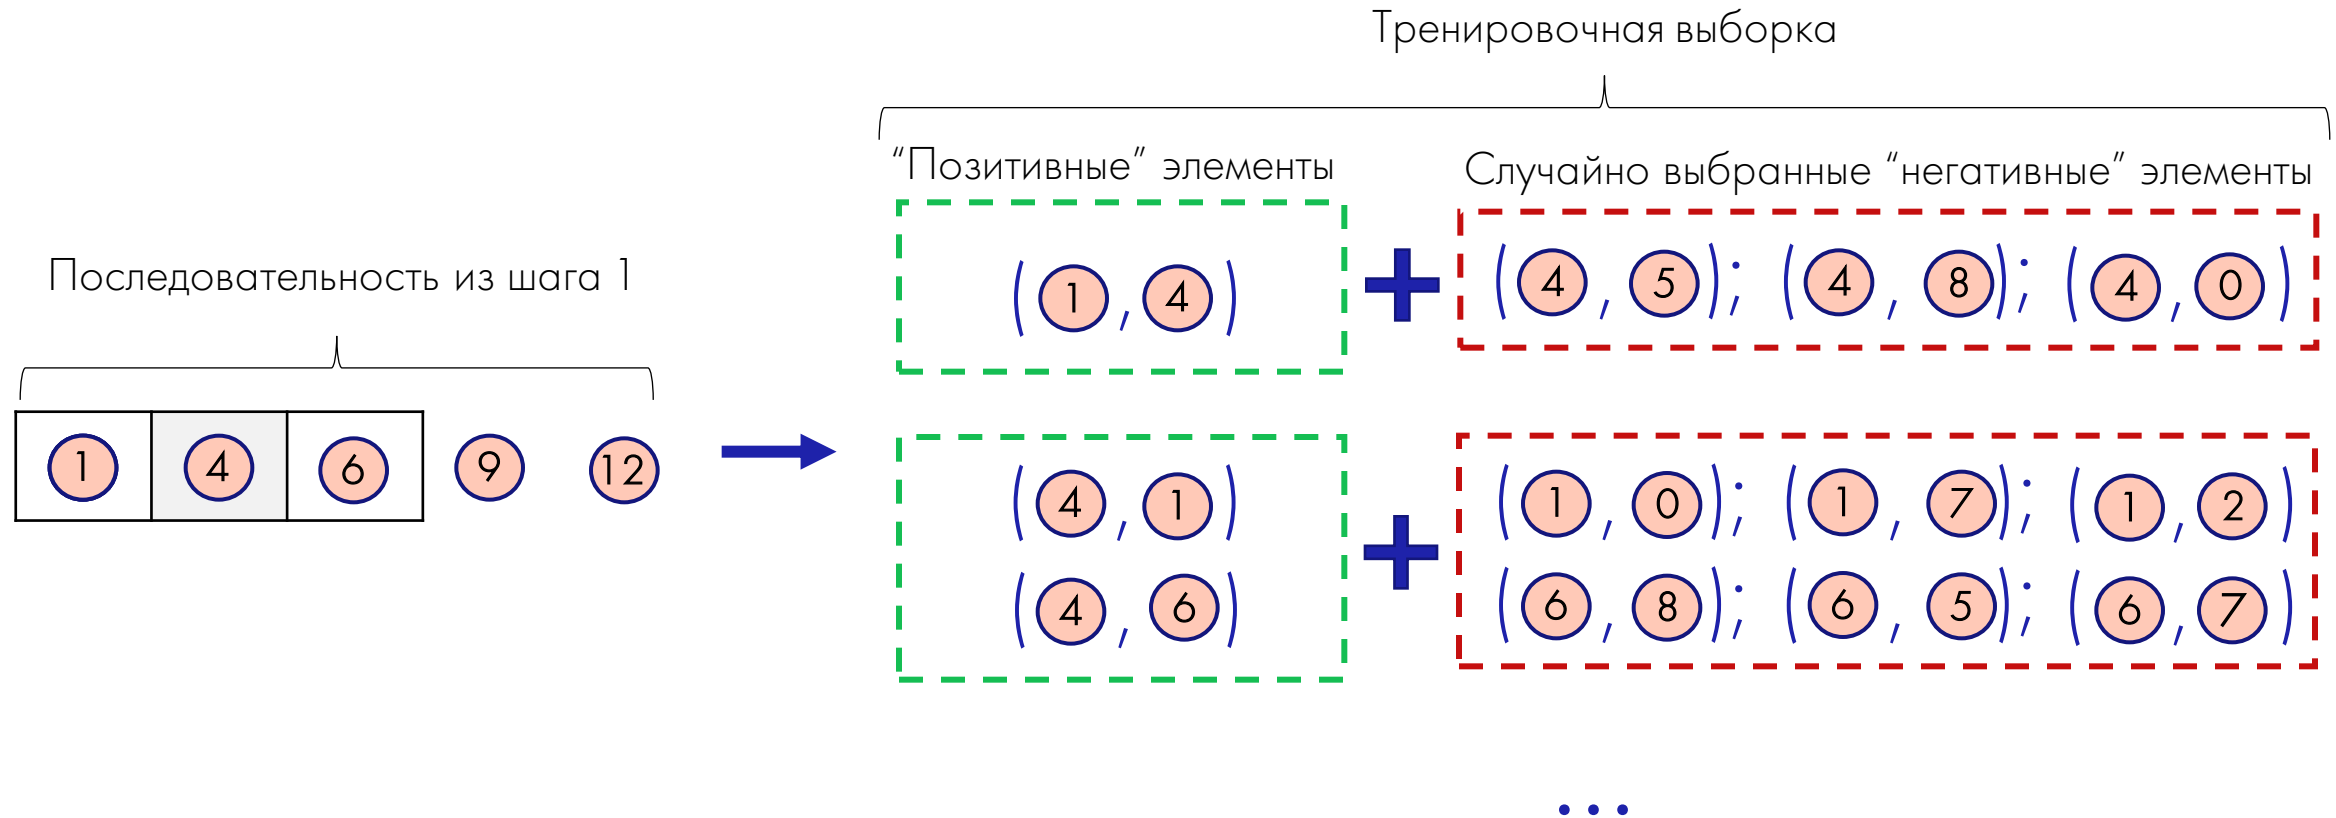 Тренировочная выборка
“Позитивные” элементы
Случайно выбранные “негативные” элементы
(1, 4) + (4, 5); (4, 8); (4, 0)
Последовательность из шага 1
1 4 6 9 12
(4, 1) + (1, 0); (1, 7); (1, 2)
(4, 6) (6, 8); (6, 5); (6, 7)
...